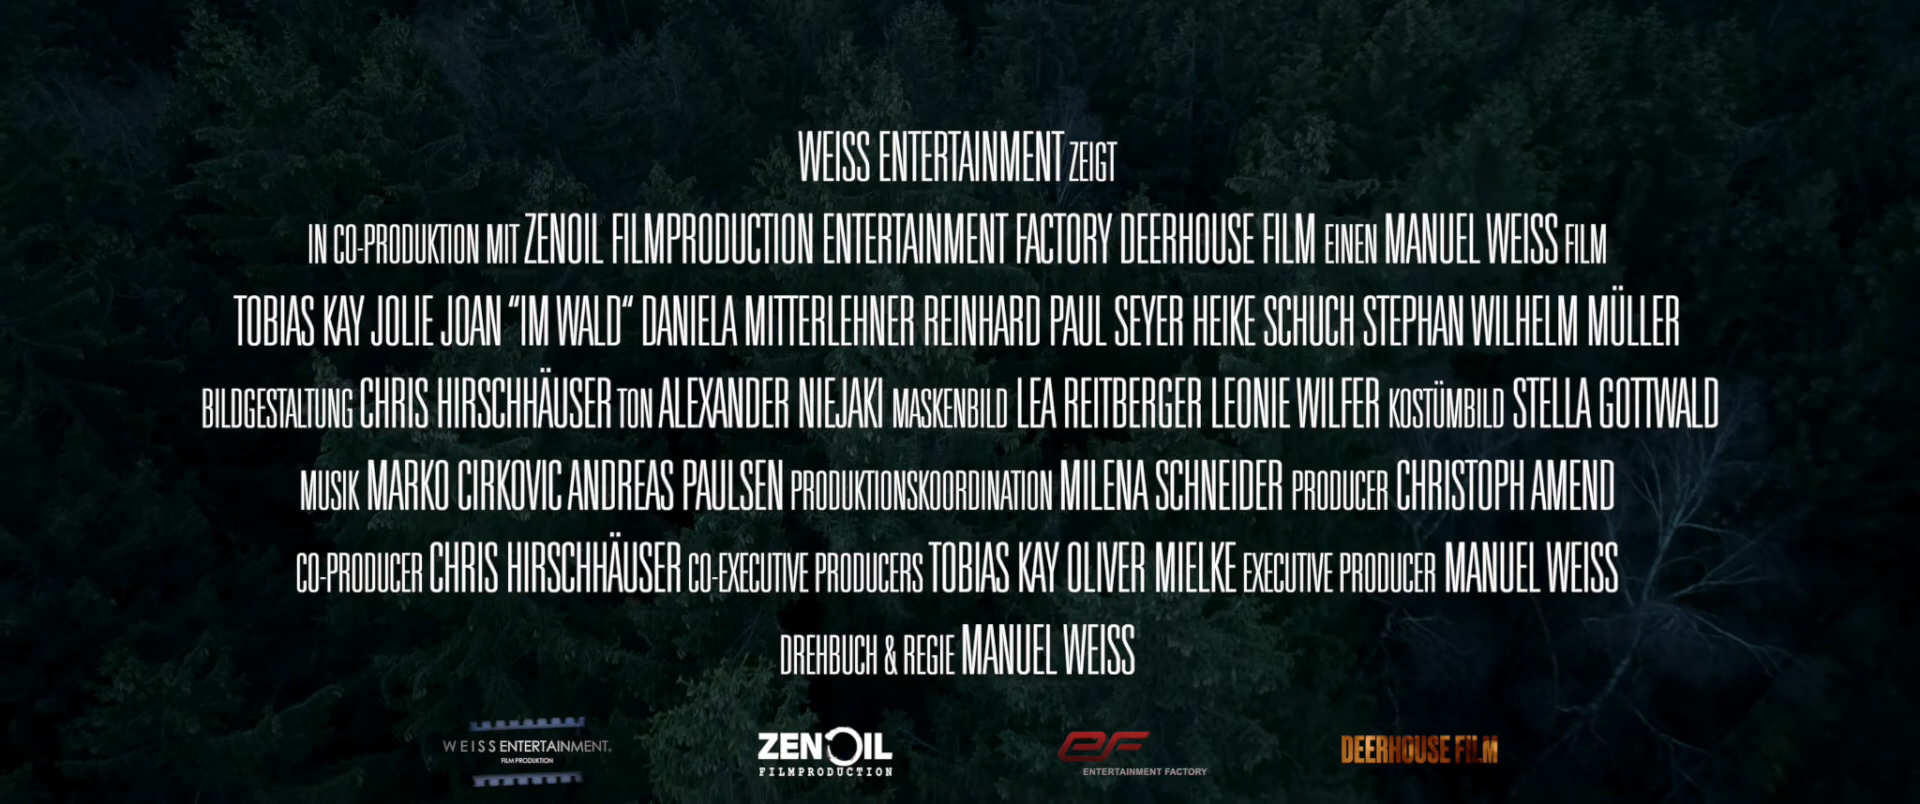 WEISS ENTERTAINMENT ZEIGT
IN CO-PRODUKTION MIT ZENOIL FILMPRODUCTION ENTERTAINMENT FACTORY DEERHOUSE FILM EINEN MANUEL WEISS FILM
TOBIAS KAY JOLIE JOAN “IM WALD“ DANIELA MITTERLEHNER REINHARD PAUL SEYER HEIKE SCHUCH STEPHAN WILHELM MÜLLER
BILDGESTALTUNG CHRIS HIRSCHHÄUSER TON ALEXANDER NIEJAKI MASKENBILD LEA REITBERGER LEONIE WILFER KOSTÜMBILD STELLA GOTTWALD
MUSIK MARKO CIRKOVIC ANDREAS PAULSEN PRODUKTIONSKOORDINATION MILENA SCHNEIDER PRODUCER CHRISTOPH AMEND
CO-PRODUCER CHRIS HIRSCHHÄUSER CO-EXECUTIVE PRODUCERS TOBIAS KAY OLIVER MIELKE EXECUTIVE PRODUCER MANUEL WEISS
DREHBUCH & REGIE MANUEL WEISS
WEISS ENTERTAINMENT®
FILM PRODUKTION
ZENOIL
FILMPRODUCTION
EF
ENTERTAINMENT FACTORY
DEERHOUSE FILM